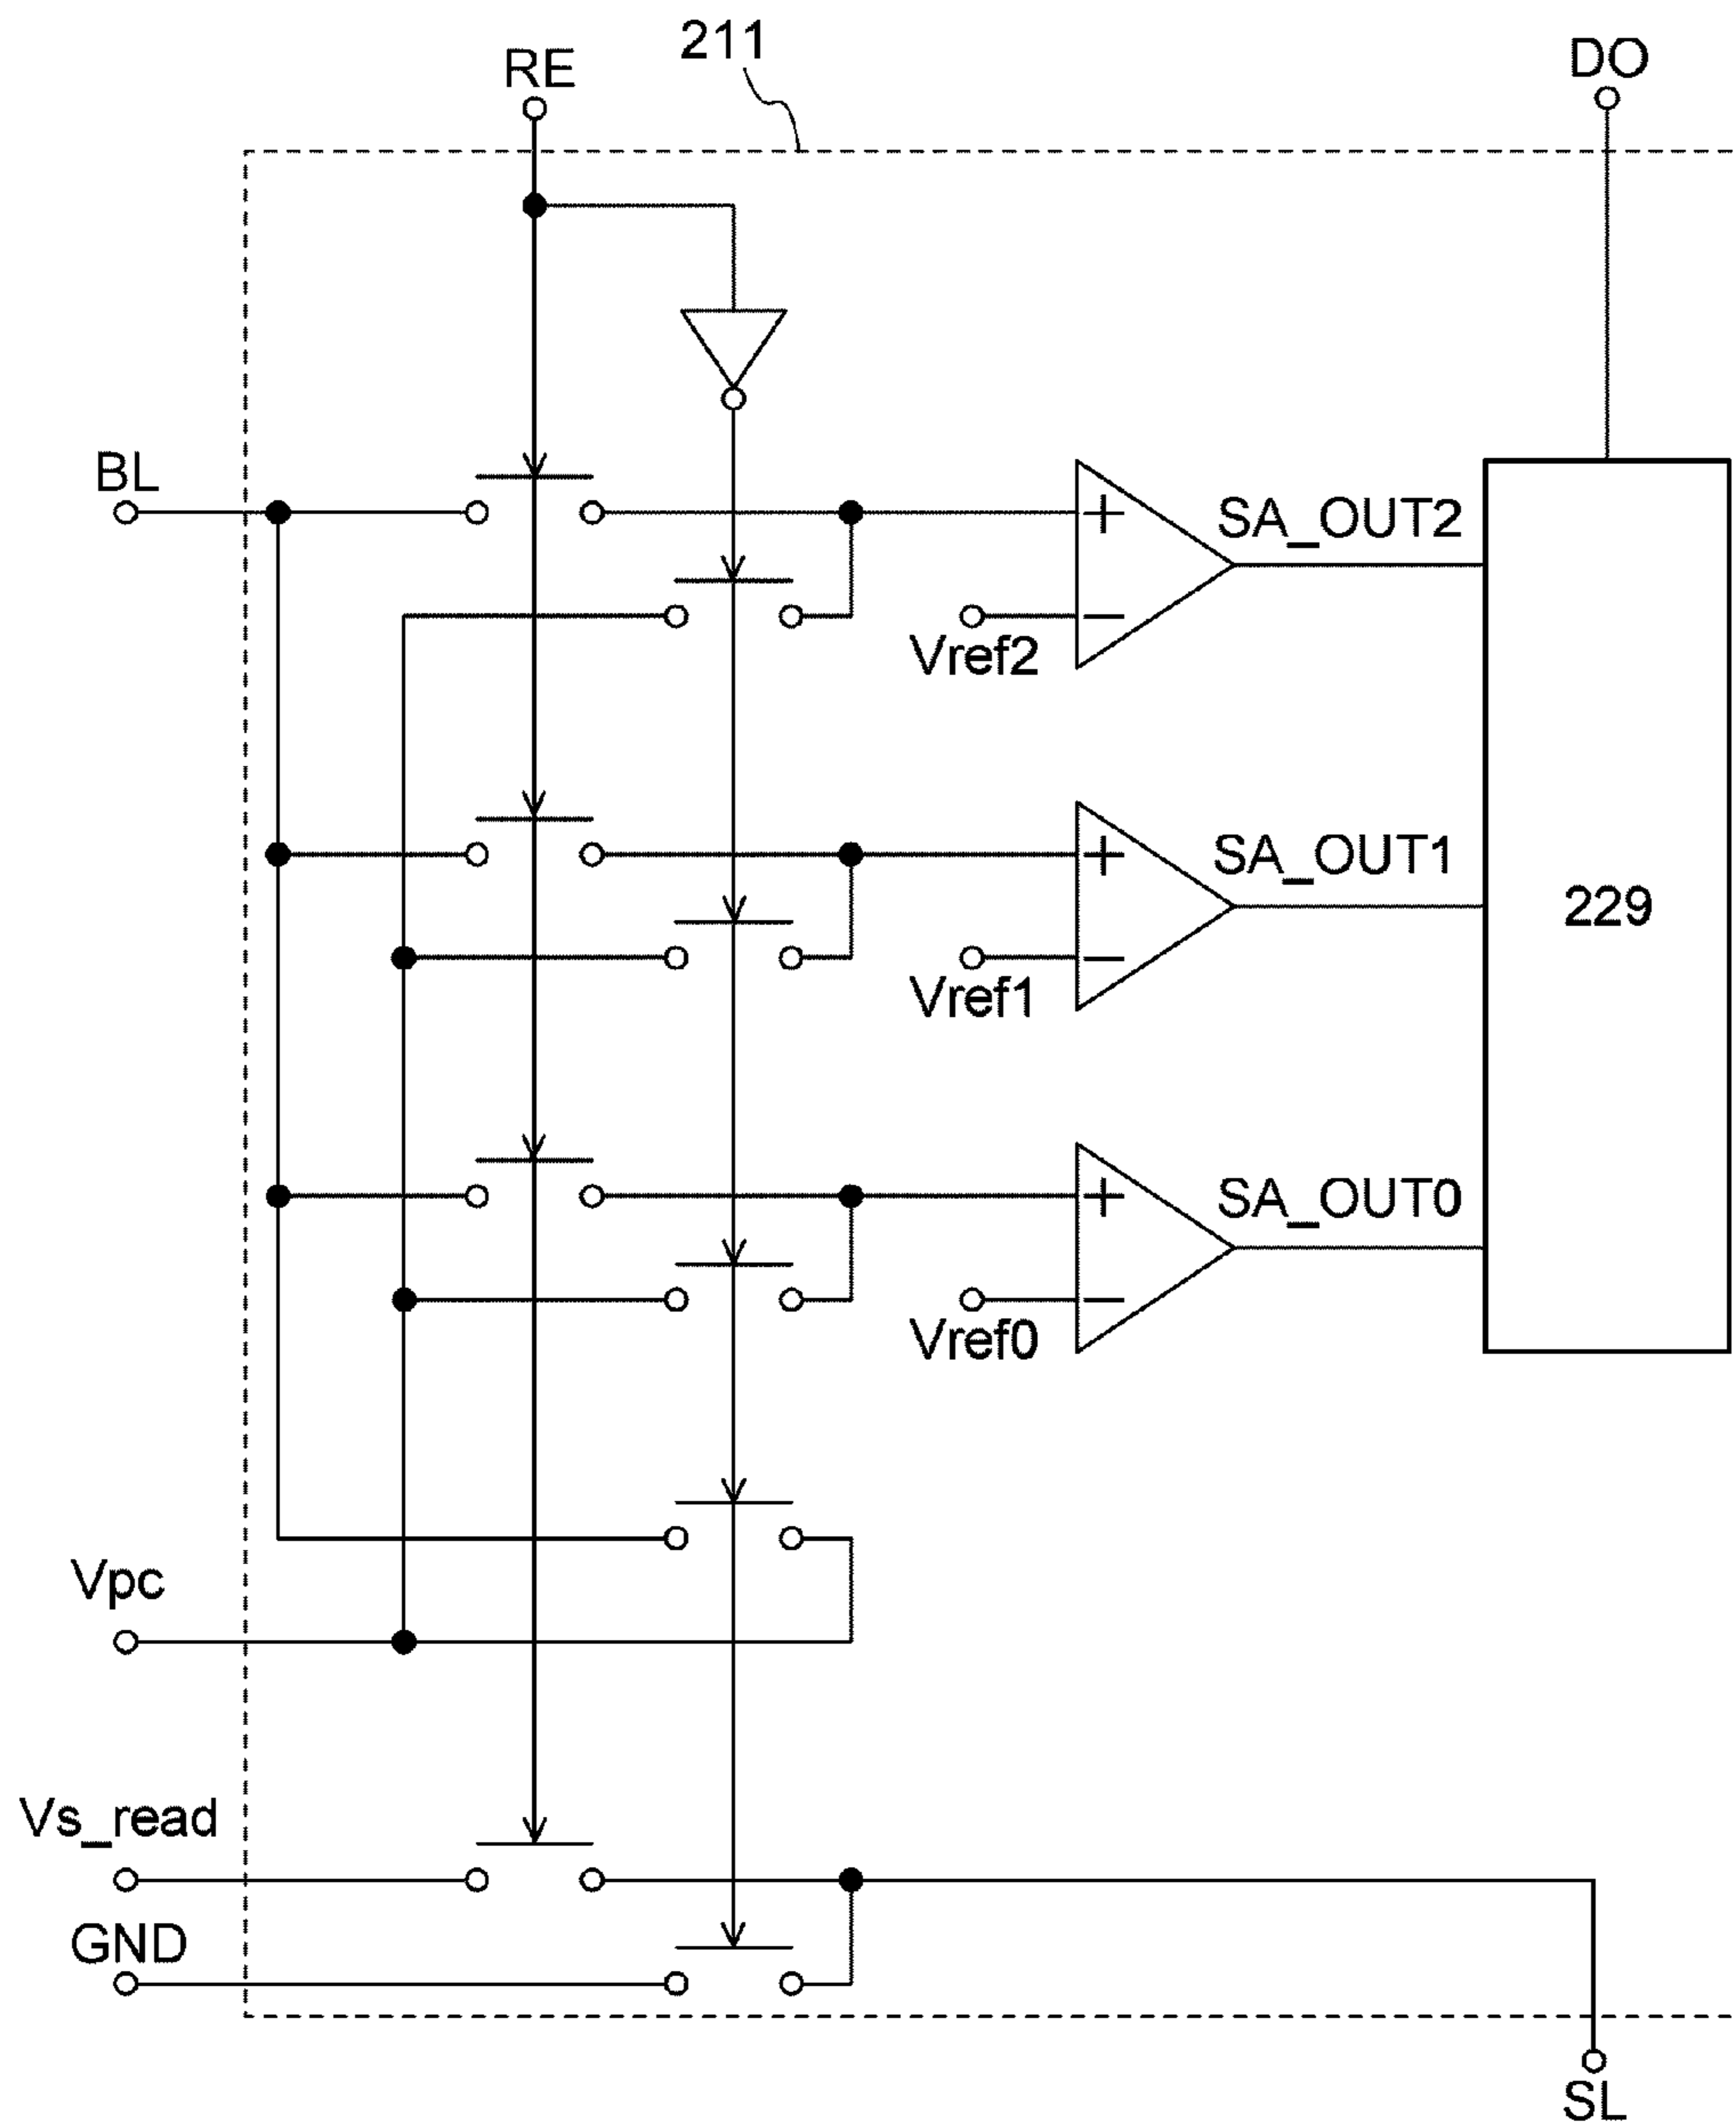 211
RE
DO
BL
SA_OUT2
+
−
Vref2
SA_OUT1
+
−
229
Vref1
SA_OUT0
+
−
Vref0
Vpc
Vs_read
GND
SL